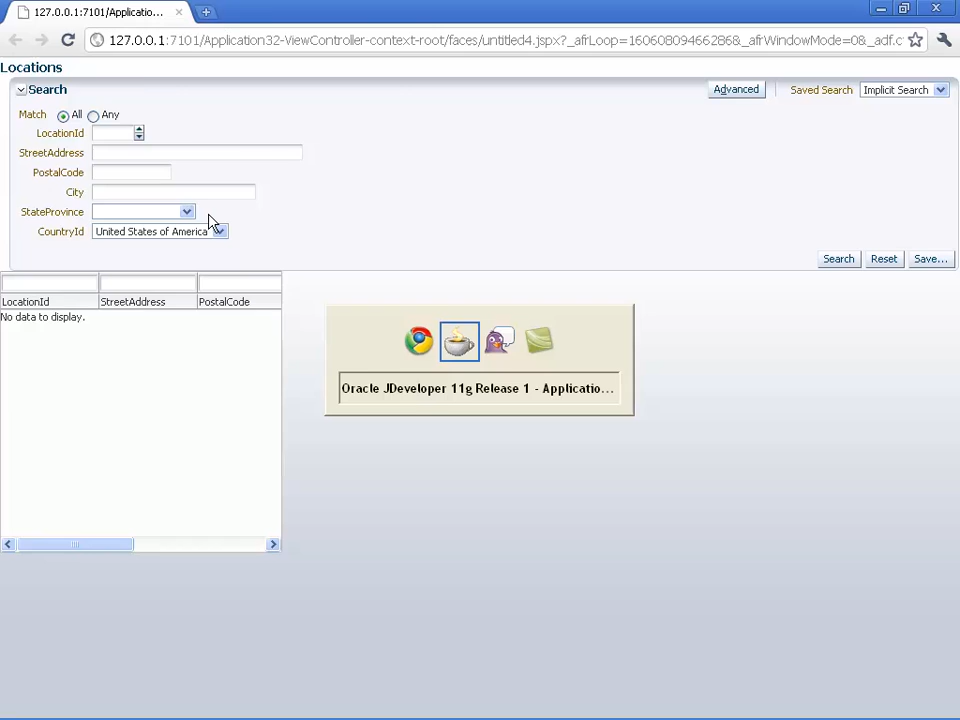 127.0.0.1:7101/Applicatio...
127.0.0.1:7101/Application32-ViewController-context-root/faces/untitled4.jspx?_afrLoop=1606080946628​6&_afrWindowMode=0&_adf.c
Locations
Search
Advanced
Saved Search
Implicit Search
Match
All
Any
LocationId
StreetAddress
PostalCode
City
StateProvince
CountryId
United States of America
Search
Reset
Save...
LocationId
StreetAddress
PostalCode
No data to display.
Oracle JDeveloper 11g Release 1 - Applicatio...